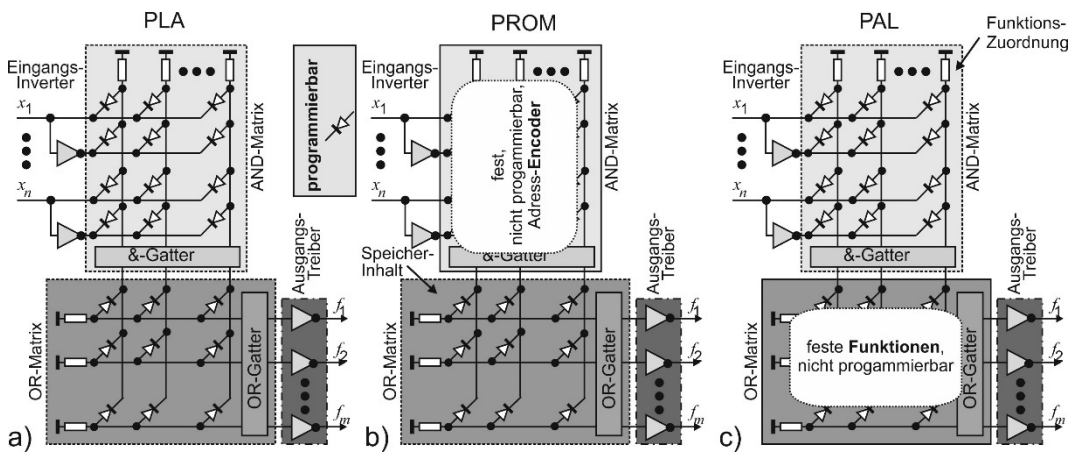 PLA
Eingangs-
Inverter
x1
xn
AND-Matrix
&-Gatter
OR-Matrix
OR-Gatter
Ausgangs-
Treiber
f1
f2
fm
a)
programmierbar
PROM
Eingangs-
Inverter
x1
xn
fest,
nicht progammierbar,
Adress-Encoder
AND-Matrix
&-Gatter
Speicher-
Inhalt
OR-Matrix
OR-Gatter
Ausgangs-
Treiber
f1
f2
fm
b)
PAL
Funktions-
Zuordnung
Eingangs-
Inverter
x1
xn
AND-Matrix
&-Gatter
OR-Matrix
feste Funktionen,
nicht progammierbar
OR-Gatter
Ausgangs-
Treiber
f1
f2
fm
c)